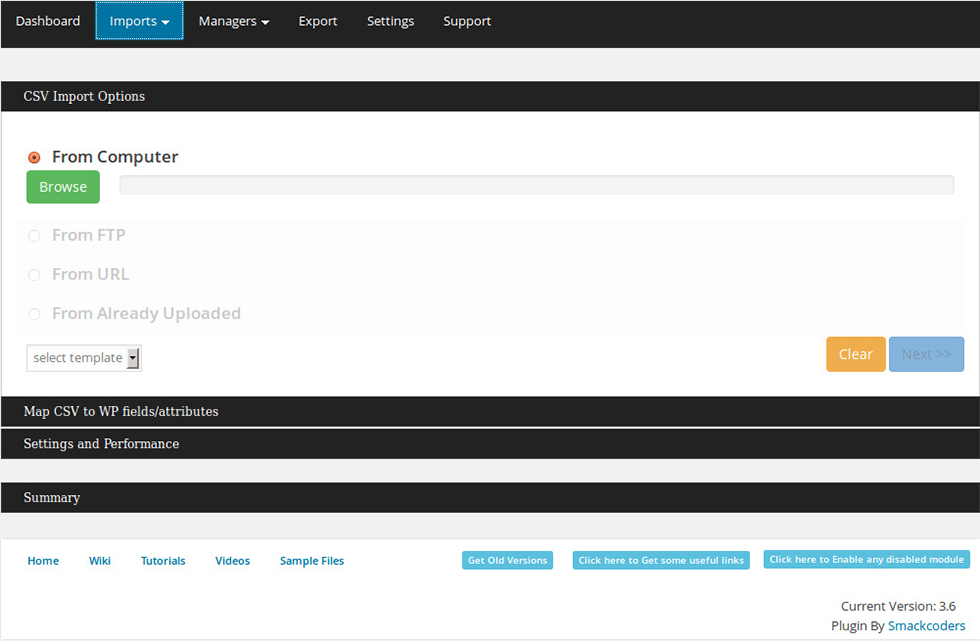 Dashboard Imports Managers Export Settings Support
CSV Import Options
From Computer
Browse
From FTP
From URL
From Already Uploaded
select template Clear Next >>
Map CSV to WP fields/attributes
Settings and Performance
Summary
Home Wiki Tutorials Videos Sample Files Get Old Versions Click here to Get some useful links Click here to Enable any disabled module
Current Version: 3.6
Plugin By Smackcoders